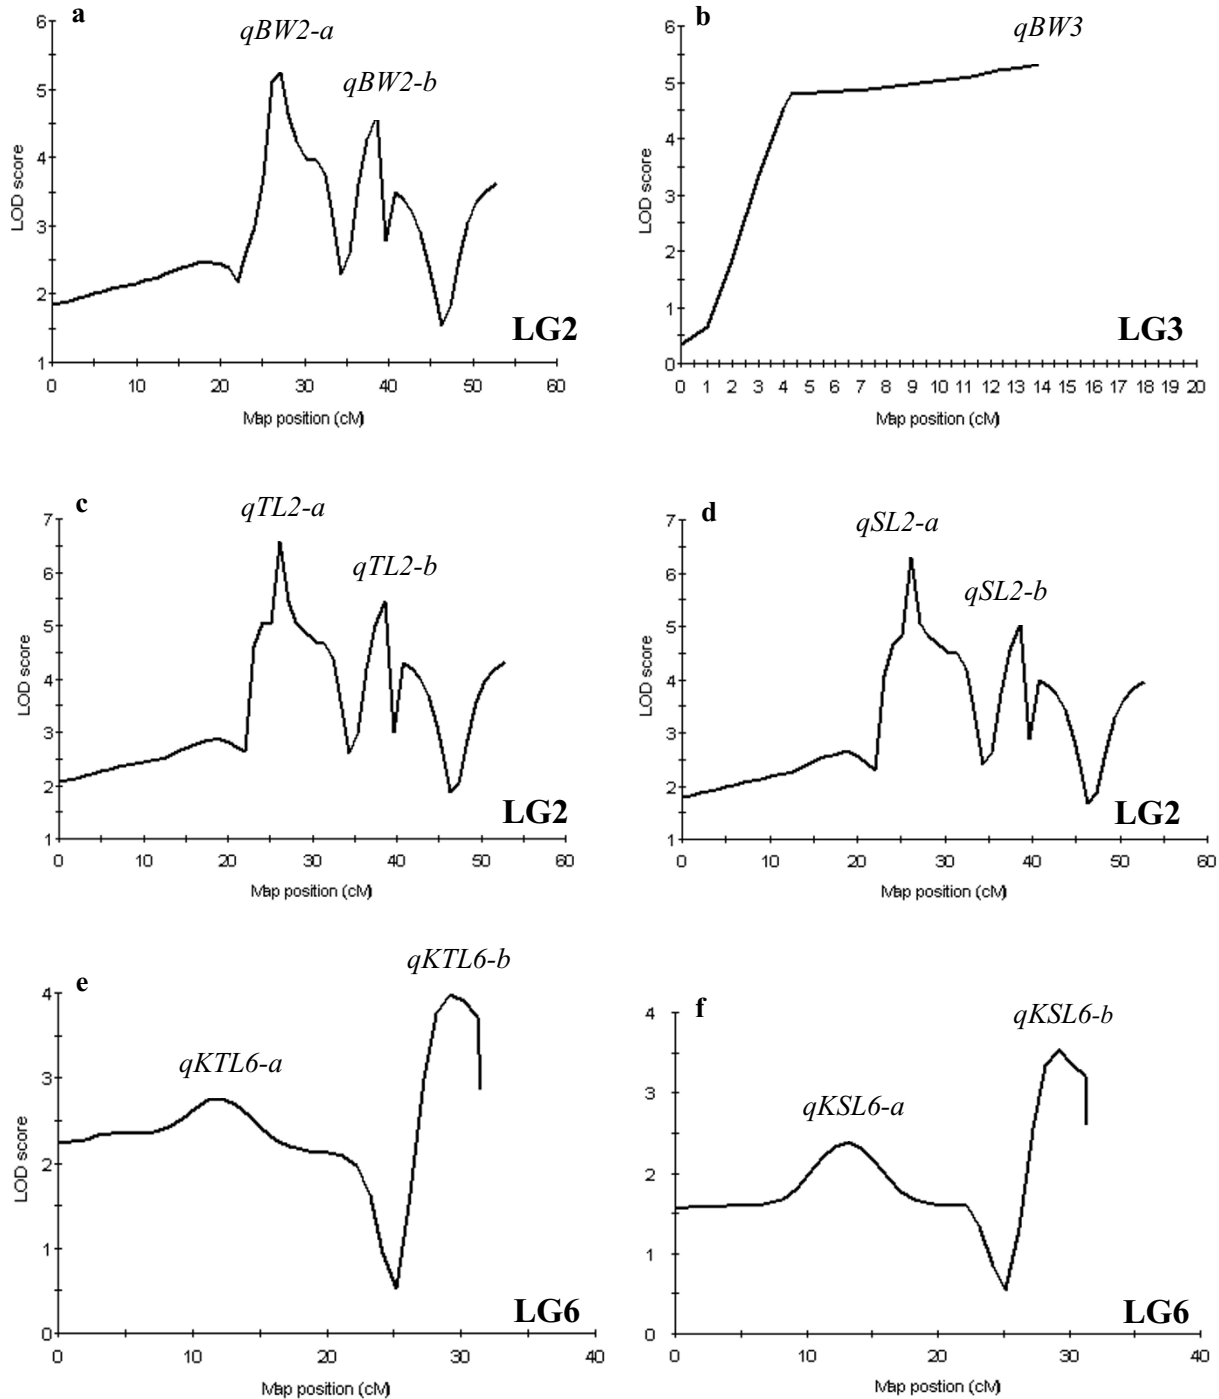 a
qBW2-a
qBW2-b
LOD score
6
5
4
3
2
1
LG2
0 10 20 30 40 50 60
Map position (cM)
b
qBW3
LOD score
6
5
4
3
2
1
0
LG3
0 1 2 3 4 5 6 7 8 9 10 11 12 13 14 15 16 17 18 19 20
Map position (cM)
c
qTL2-a
qTL2-b
LOD score
7
6
5
4
3
2
1
LG2
0 10 20 30 40 50 60
Map position (cM)
d
qSL2-a
qSL2-b
LOD score
7
6
5
4
3
2
1
LG2
0 10 20 30 40 50 60
Map position (cM)
e
qKTL6-b
qKTL6-a
LOD score
4
3
2
1
0
LG6
0 10 20 30 40
Map position (cM)
f
qKSL6-b
qKSL6-a
LOD score
4
3
2
1
0
LG6
0 10 20 30 40
Map position (cM)